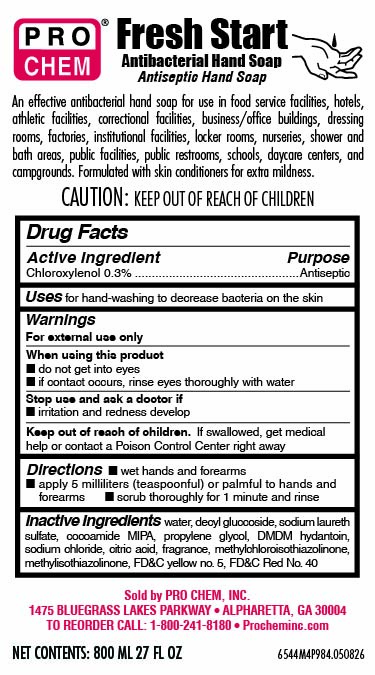 PRO
CHEM
®
Fresh Start
Antibacterial Hand Soap
Antiseptic Hand Soap
An effective antibacterial hand soap for use in food service facilities, hotels,
athletic facilities, correctional facilities, business/office buildings, dressing
rooms, factories, institutional facilities, locker rooms, nurseries, shower and
bath areas, public facilities, public restrooms, schools, daycare centers, and
campgrounds. Formulated with skin conditioners for extra mildness.
CAUTION: KEEP OUT OF REACH OF CHILDREN
Drug Facts
Active Ingredient Purpose
Chloroxylenol 0.3% ................................................Antiseptic
Uses for hand-washing to decrease bacteria on the skin
Warnings
For external use only
When using this product
■ do not get into eyes
■ if contact occurs, rinse eyes thoroughly with water
Stop use and ask a doctor if
■ irritation and redness develop
Keep out of reach of children. If swallowed, get medical
help or contact a Poison Control Center right away
Directions ■ wet hands and forearms
■ apply 5 milliliters (teaspoonful) or palmful to hands and
forearms ■ scrub thoroughly for 1 minute and rinse
Inactive ingredients water, decyl glucoside, sodium laureth
sulfate, cocoamide MIPA, propylene glycol, DMDM hydantoin,
sodium chloride, citric acid, fragrance, methylchloroisothiazolinone,
methylisothiazolinone, FD&C yellow no. 5, FD&C Red No. 40
Sold by PRO CHEM, INC.
1475 BLUEGRASS LAKES PARKWAY • ALPHARETTA, GA 30004
TO REORDER CALL: 1-800-241-8180 • Procheminc.com
NET CONTENTS: 800 ML 27 FL OZ 6544M4P984.050826